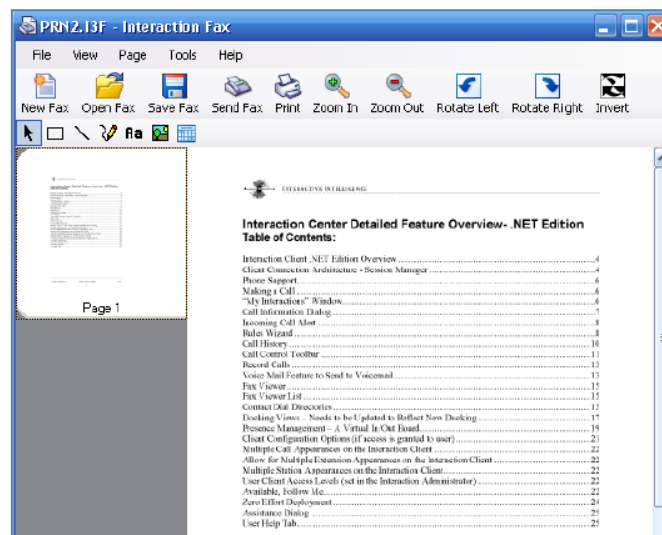 PRN2.I3F - Interaction Fax
File View Page Tools Help
New Fax Open Fax Save Fax Send Fax Print Zoom In Zoom Out Rotate Left Rotate Right Invert
Aa
Page 1
INTERACTIVE INTELLIGENCE
Interaction Center Detailed Feature Overview- .NET Edition
Table of Contents:
Interaction Client .NET Edition Overview 4
Client Connection Architecture - Session Manager 4
Phone Support 6
Making a Call 6
"My Interactions" Window 6
Call Information Dialog 7
Incoming Call Alert 8
Rules Wizard 8
Call History 10
Call Control Toolbar 11
Record Calls 13
Voice Mail Feature to Send to Voicemail 13
Fax Viewer 15
Fax Viewer List 15
Contact Dial Directories 15
Docking Views – Needs to be Updated to Reflect New Docking 17
Presence Management – A Virtual In/Out Board 19
Client Configuration Options (if access is granted to user) 21
Multiple Call Appearances on the Interaction Client 22
Allow for Multiple Extension Appearances on the Interaction Client 22
Multiple Station Appearances on the Interaction Client 22
User Client Access Levels (set in the Interaction Administrator) 22
Available, Follow Me 22
Zero Effort Deployment 24
Assistance Dialog 25
User Help Tab 25